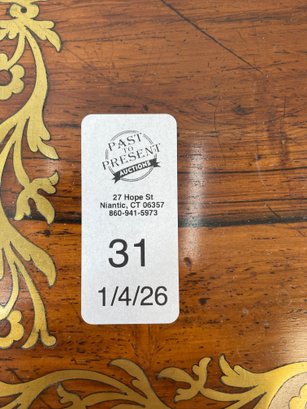 PAST
TO
PRESENT
AUCTIONS
27 Hope St
Niantic, CT 06357
860-941-5973
31
1/4/26